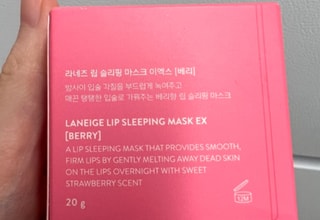 라네즈 립 슬리핑 마스크 이엑스 [베리]
밤사이 입술 각질을 부드럽게 녹여주고
매끈 탱탱한 입술로 가꿔주는 베리향 립 슬리핑 마스크
LANEIGE LIP SLEEPING MASK EX
[BERRY]
A LIP SLEEPING MASK THAT PROVIDES SMOOTH,
FIRM LIPS BY GENTLY MELTING AWAY DEAD SKIN
ON THE LIPS OVERNIGHT WITH SWEET
STRAWBERRY SCENT
20 g
12M